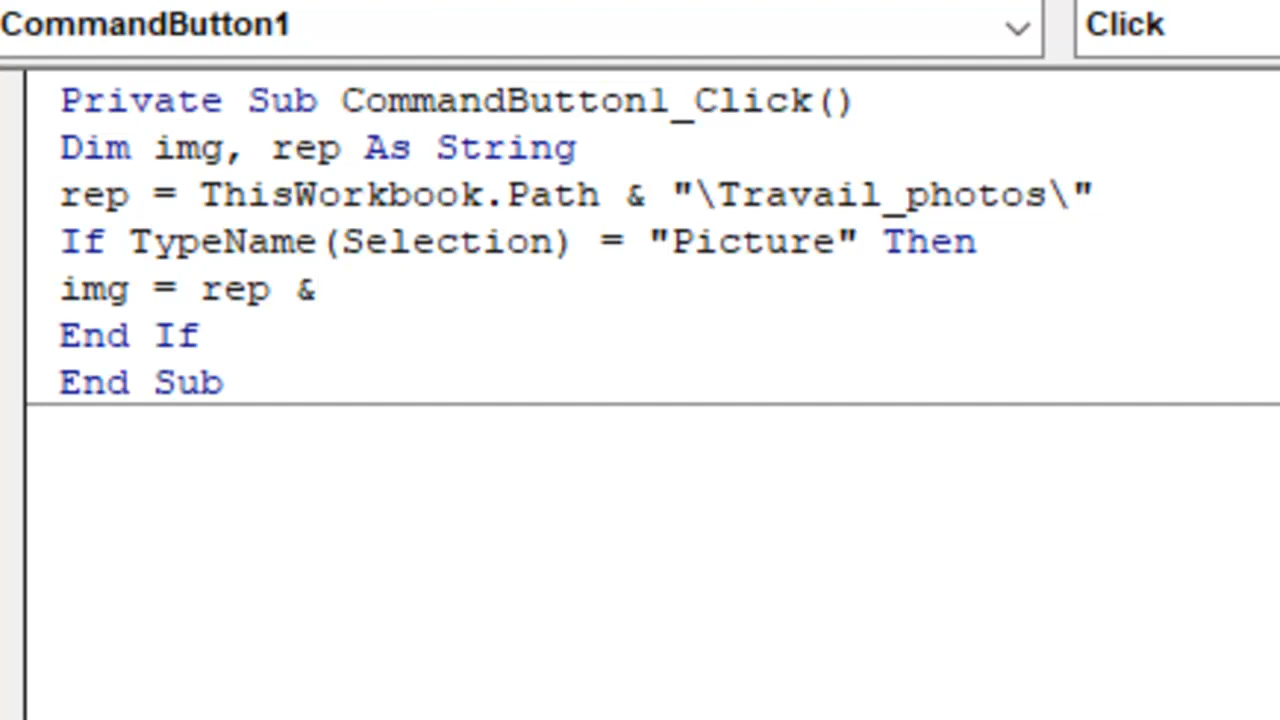 CommandButton1 Click
Private Sub CommandButton1_Click()
Dim img, rep As String
rep = ThisWorkbook.Path & "\Travail_photos\"
If TypeName(Selection) = "Picture" Then
img = rep &
End If
End Sub